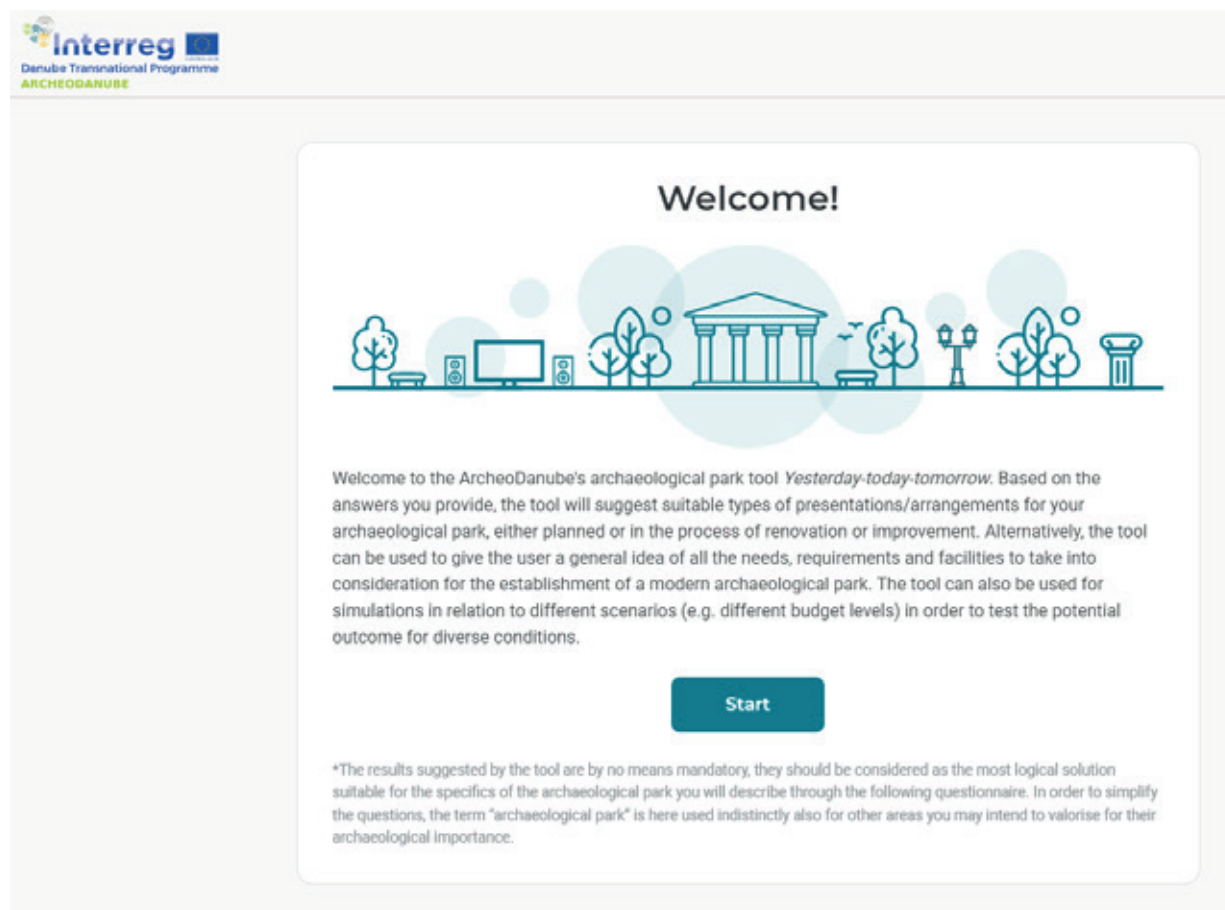 Interreg
Danube Transnational Programme
ARCHEODANUBE
Welcome!
Welcome to the ArcheoDanube's archaeological park tool Yesterday-today-tomorrow. Based on the
answers you provide, the tool will suggest suitable types of presentations/arrangements for your
archaeological park, either planned or in the process of renovation or improvement. Alternatively, the tool
can be used to give the user a general idea of all the needs, requirements and facilities to take into
consideration for the establishment of a modern archaeological park. The tool can also be used for
simulations in relation to different scenarios (e.g. different budget levels) in order to test the potential
outcome for diverse conditions.
Start
*The results suggested by the tool are by no means mandatory, they should be considered as the most logical solution
suitable for the specifics of the archaeological park you will describe through the following questionnaire. In order to simplify
the questions, the term "archaeological park" is here used indistinctly also for other areas you may intend to valorise for their
archaeological importance.